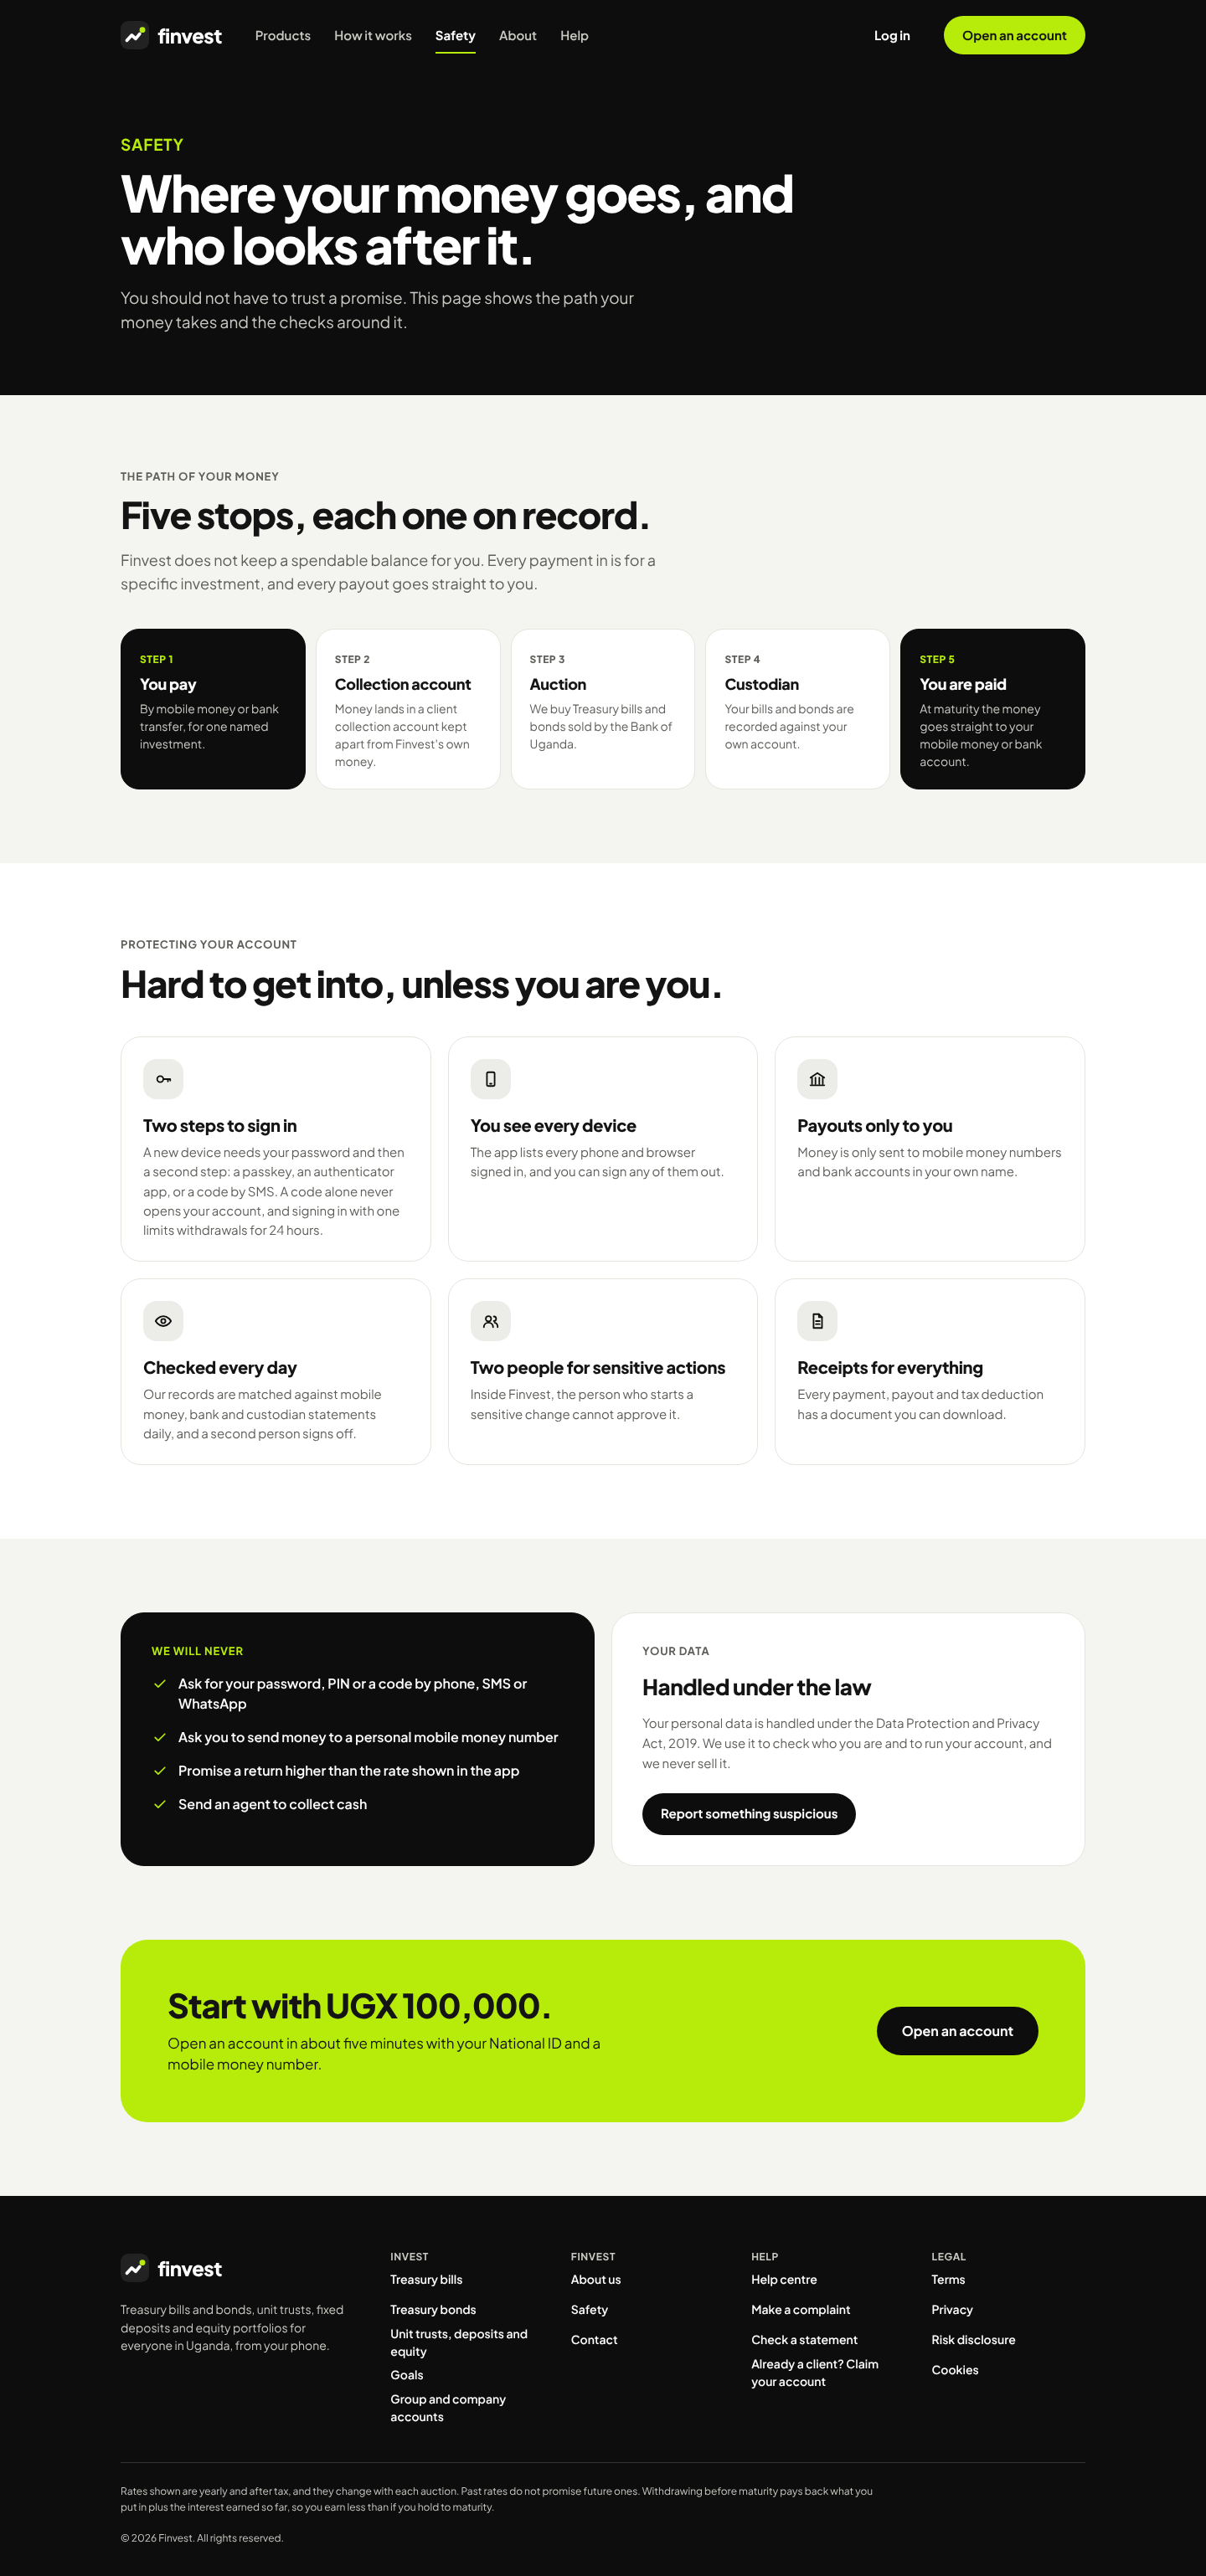 finvest
Products
How it works
Safety
About
Help
Log in
Open an account
SAFETY
Where your money goes, and
who looks after it.
You should not have to trust a promise. This page shows the path your
money takes and the checks around it.
THE PATH OF YOUR MONEY
Five stops, each one on record.
Finvest does not keep a spendable balance for you. Every payment in is for a
specific investment, and every payout goes straight to you.
STEP 1
You pay
By mobile money or bank
transfer, for one named
investment.
STEP 2
Collection account
Money lands in a client
collection account kept
apart from Finvest's own
money.
STEP 3
Auction
We buy Treasury bills and
bonds sold by the Bank of
Uganda.
STEP 4
Custodian
Your bills and bonds are
recorded against your
own account.
STEP 5
You are paid
At maturity the money
goes straight to your
mobile money or bank
account.
PROTECTING YOUR ACCOUNT
Hard to get into, unless you are you.
Two steps to sign in
A new device needs your password and then
a second step: a passkey, an authenticator
app, or a code by SMS. A code alone never
opens your account, and signing in with one
limits withdrawals for 24 hours.
You see every device
The app lists every phone and browser
signed in, and you can sign any of them out.
Payouts only to you
Money is only sent to mobile money numbers
and bank accounts in your own name.
Checked every day
Our records are matched against mobile
money, bank and custodian statements
daily, and a second person signs off.
Two people for sensitive actions
Inside Finvest, the person who starts a
sensitive change cannot approve it.
Receipts for everything
Every payment, payout and tax deduction
has a document you can download.
WE WILL NEVER
Ask for your password, PIN or a code by phone, SMS or
WhatsApp
Ask you to send money to a personal mobile money number
Promise a return higher than the rate shown in the app
Send an agent to collect cash
YOUR DATA
Handled under the law
Your personal data is handled under the Data Protection and Privacy
Act, 2019. We use it to check who you are and to run your account, and
we never sell it.
Report something suspicious
Start with UGX 100,000.
Open an account in about five minutes with your National ID and a
mobile money number.
Open an account
finvest
Treasury bills and bonds, unit trusts, fixed
deposits and equity portfolios for
everyone in Uganda, from your phone.
INVEST
Treasury bills
Treasury bonds
Unit trusts, deposits and
equity
Goals
Group and company
accounts
FINVEST
About us
Safety
Contact
HELP
Help centre
Make a complaint
Check a statement
Already a client? Claim
your account
LEGAL
Terms
Privacy
Risk disclosure
Cookies
Rates shown are yearly and after tax, and they change with each auction. Past rates do not promise future ones. Withdrawing before maturity pays back what you
put in plus the interest earned so far, so you earn less than if you hold to maturity.
© 2026 Finvest. All rights reserved.